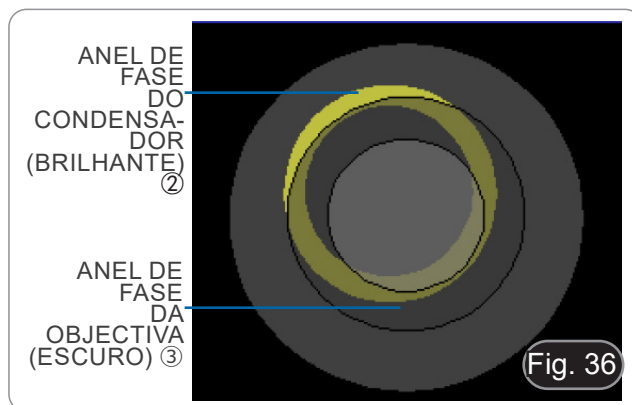 ANEL DE
FASE
DO
CONDENSA-
DOR
(BRILHANTE)
②
ANEL DE
FASE
DA
OBJECTIVA
(ESCURO) ③
Fig. 36